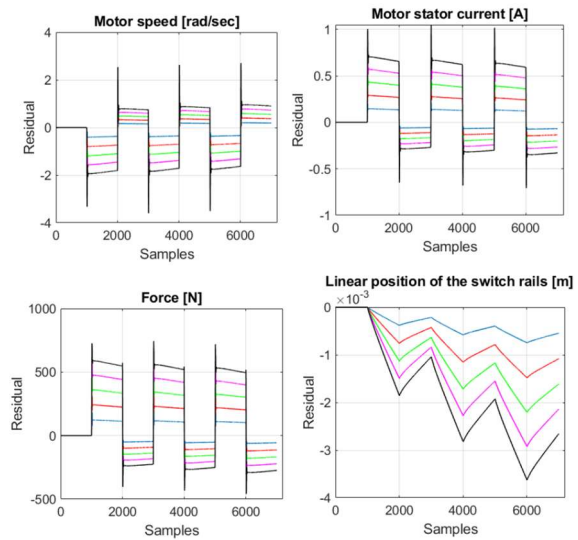 Motor speed [rad/sec]
4
2
0
-2
-4
Residual
0 2000 4000 6000
Samples
Motor stator current [A]
1
0.5
0
-0.5
-1
Residual
0 2000 4000 6000
Samples
Force [N]
1000
500
0
-500
Residual
0 2000 4000 6000
Samples
Linear position of the switch rails [m]
×10⁻³
0
-1
-2
-3
-4
Residual
0 2000 4000 6000
Samples